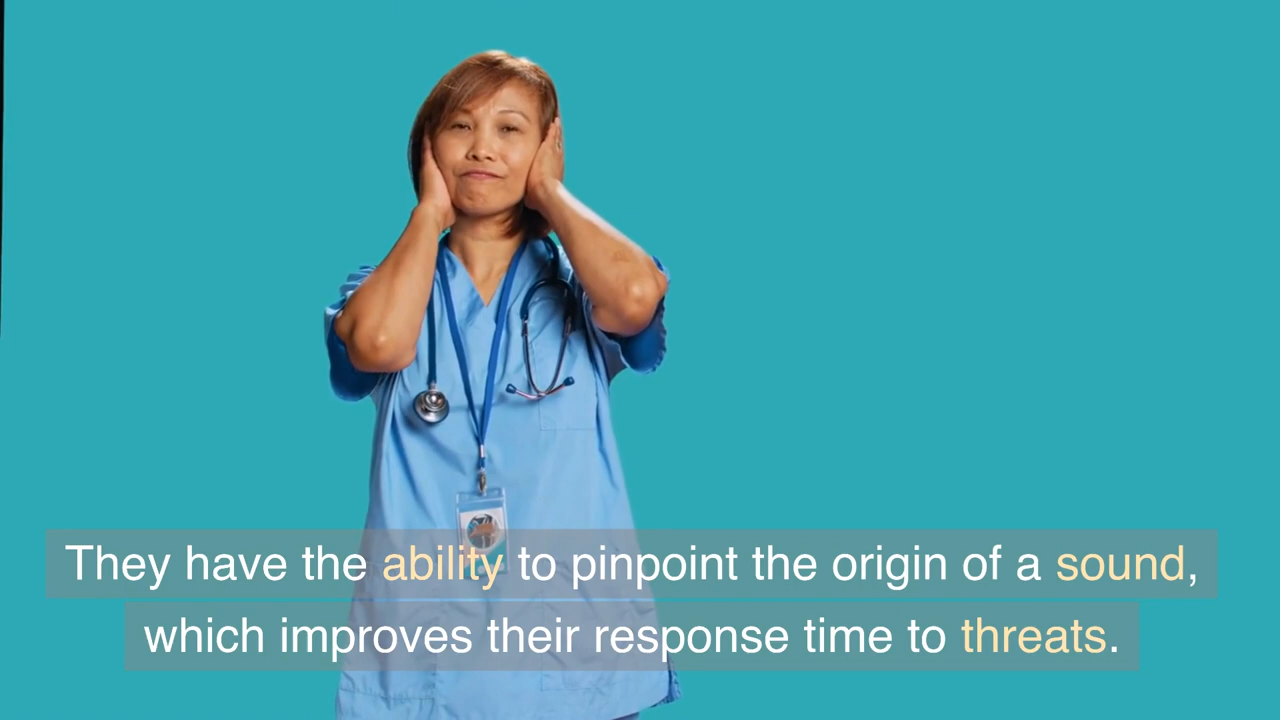 They have the ability to pinpoint the origin of a sound,
which improves their response time to threats.